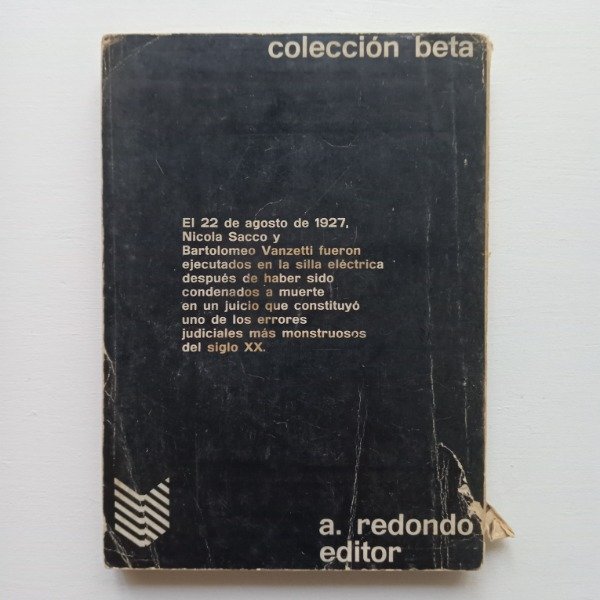 colección beta
El 22 de agosto de 1927,
Nicola Sacco y
Bartolomeo Vanzetti fueron
ejecutados en la silla eléctrica
después de haber sido
condenados a muerte
en un juicio que constituyó
uno de los errores
judiciales más monstruosos
del siglo XX.
a. redondo
editor